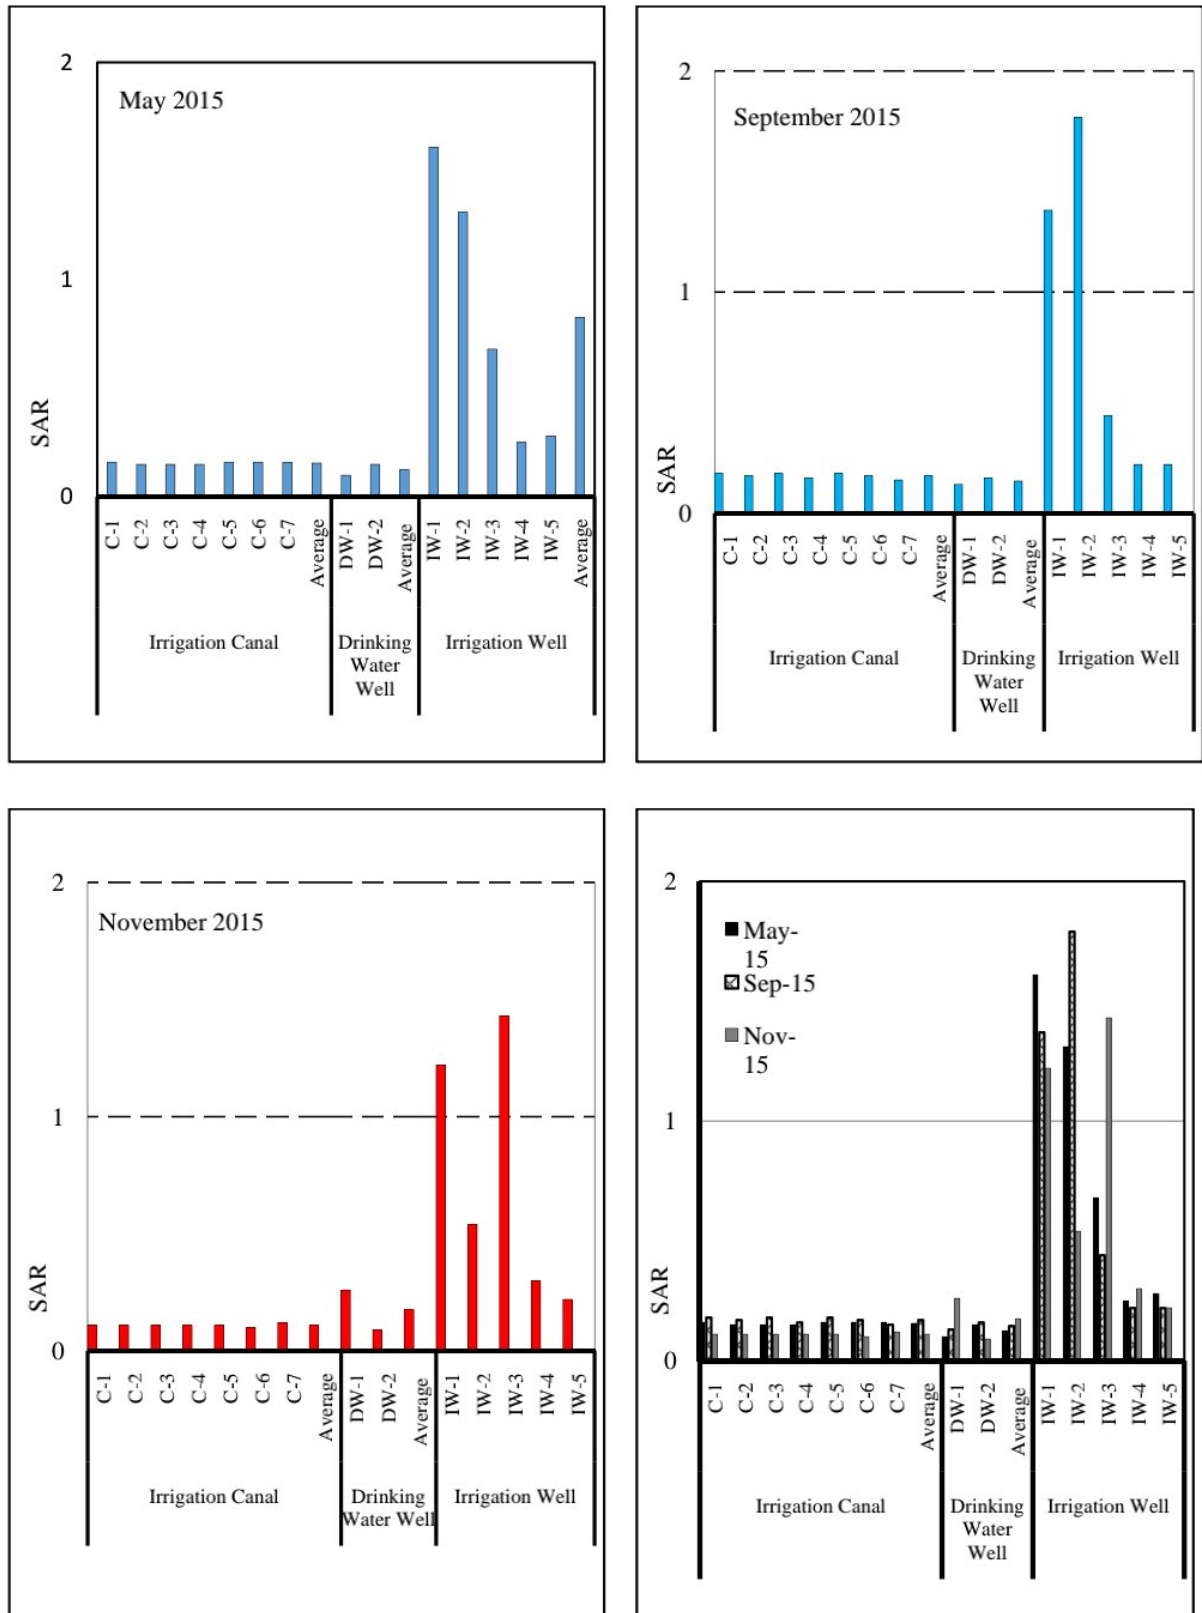 2
May 2015
1
SAR
0
C-1
C-2
C-3
C-4
C-5
C-6
C-7
Average
DW-1
DW-2
Average
IW-1
IW-2
IW-3
IW-4
IW-5
Average
Irrigation Canal
Drinking
Water
Well
Irrigation Well
2
September 2015
1
SAR
0
C-1
C-2
C-3
C-4
C-5
C-6
C-7
Average
DW-1
DW-2
Average
IW-1
IW-2
IW-3
IW-4
IW-5
Irrigation Canal
Drinking
Water
Well
Irrigation Well
2
November 2015
1
SAR
0
C-1
C-2
C-3
C-4
C-5
C-6
C-7
Average
DW-1
DW-2
Average
IW-1
IW-2
IW-3
IW-4
IW-5
Irrigation Canal
Drinking
Water Well
Irrigation Well
2
May-
15
Sep-15
Nov-
15
1
SAR
0
C-1
C-2
C-3
C-4
C-5
C-6
C-7
Average
DW-1
DW-2
Average
IW-1
IW-2
IW-3
IW-4
IW-5
Irrigation Canal
Drinking
Water
Well
Irrigation Well